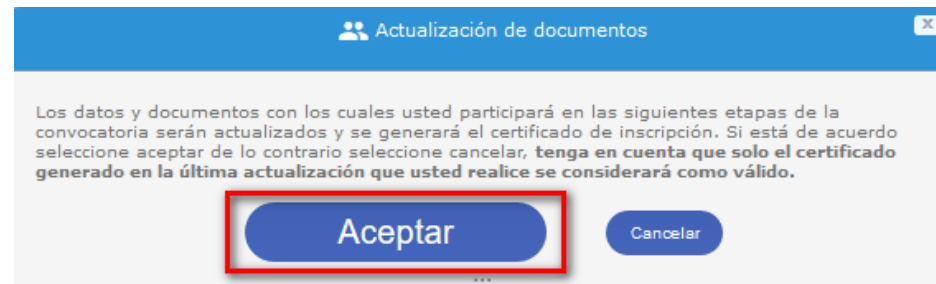 Actualización de documentos
x
Los datos y documentos con los cuales usted participará en las siguientes etapas de la
convocatoria serán actualizados y se generará el certificado de inscripción. Si está de acuerdo
seleccione aceptar de lo contrario seleccione cancelar, tenga en cuenta que solo el certificado
generado en la última actualización que usted realice se considerará como válido.
Aceptar
Cancelar
...